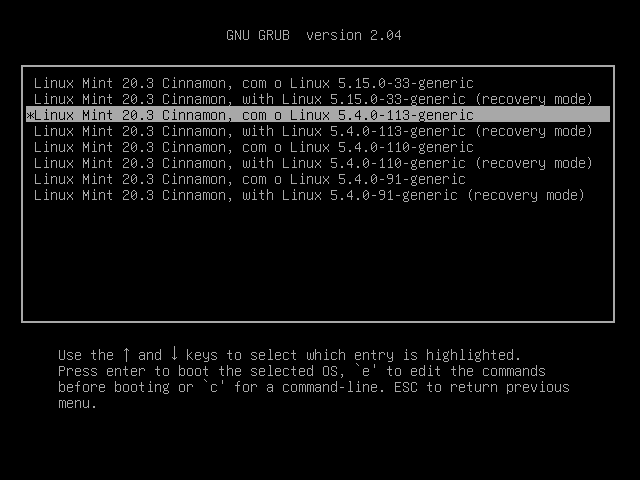 GNU GRUB  version 2.04
Linux Mint 20.3 Cinnamon, com o Linux 5.15.0-33-generic
Linux Mint 20.3 Cinnamon, with Linux 5.15.0-33-generic (recovery mode)
*Linux Mint 20.3 Cinnamon, com o Linux 5.4.0-113-generic
Linux Mint 20.3 Cinnamon, with Linux 5.4.0-113-generic (recovery mode)
Linux Mint 20.3 Cinnamon, com o Linux 5.4.0-110-generic
Linux Mint 20.3 Cinnamon, with Linux 5.4.0-110-generic (recovery mode)
Linux Mint 20.3 Cinnamon, com o Linux 5.4.0-91-generic
Linux Mint 20.3 Cinnamon, with Linux 5.4.0-91-generic (recovery mode)
Use the ↑ and ↓ keys to select which entry is highlighted.
Press enter to boot the selected OS, `e' to edit the commands
before booting or `c' for a command-line. ESC to return previous
menu.